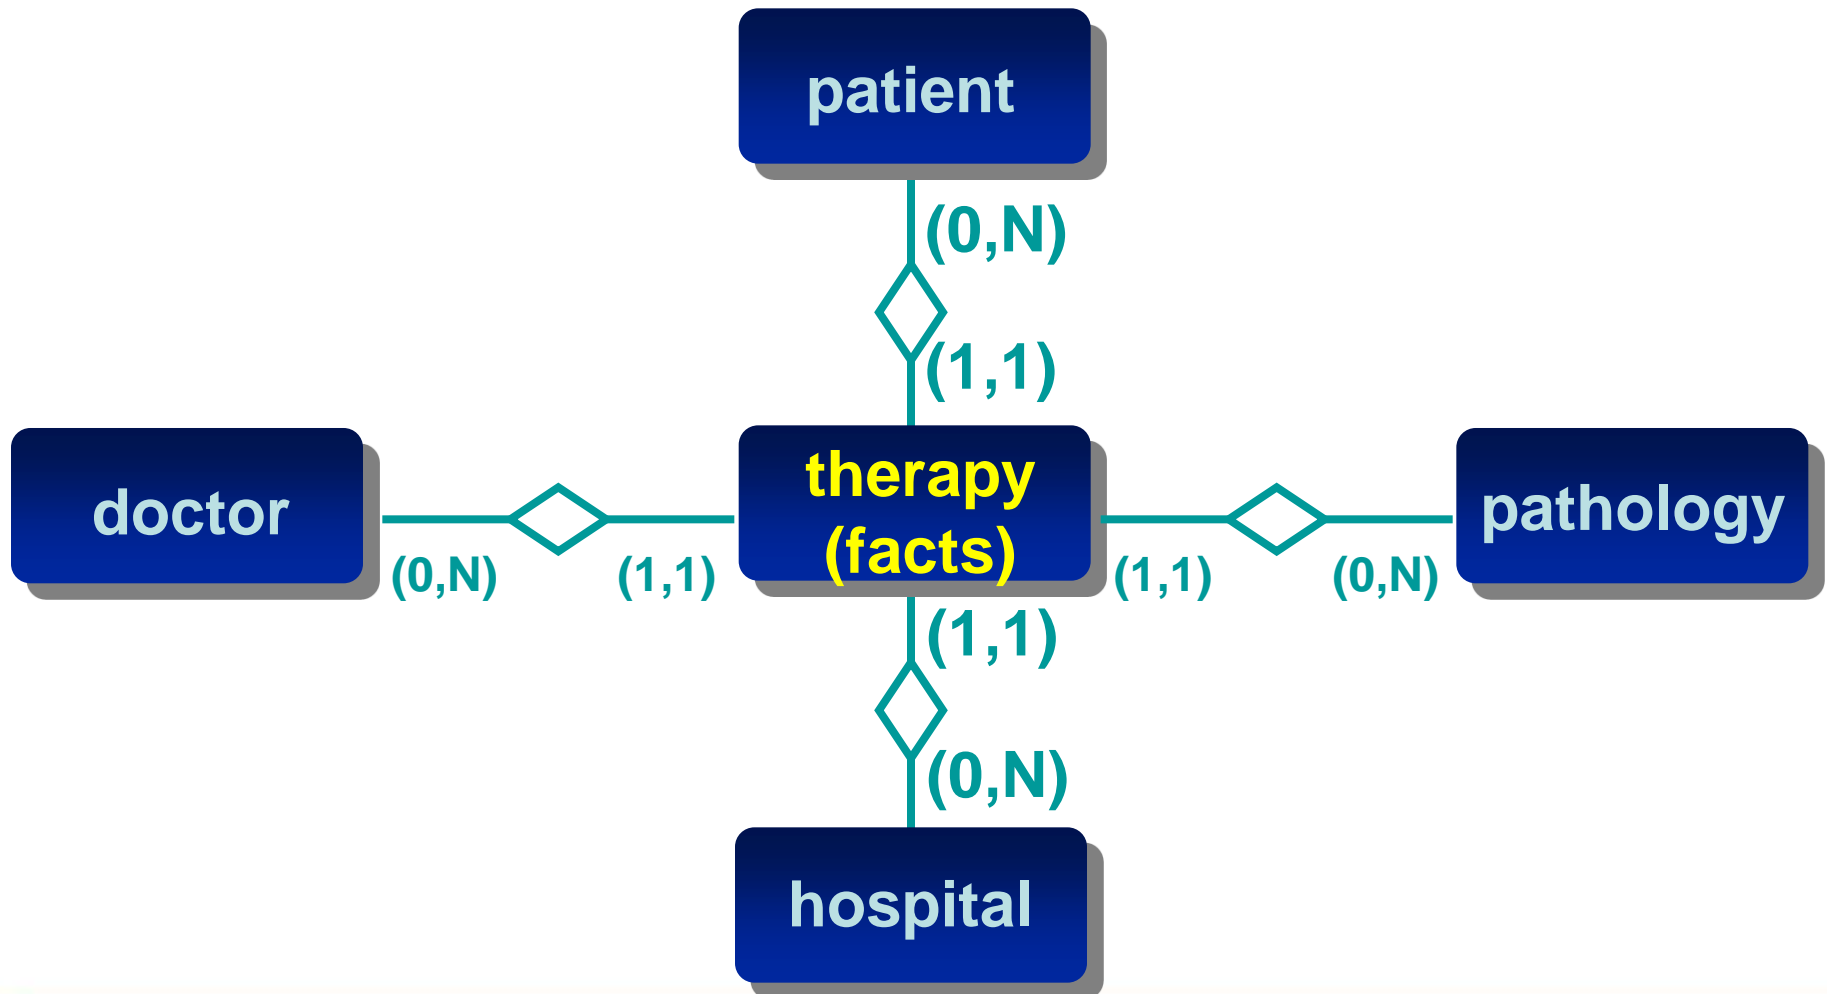 patient
(0,N)
(1,1)
doctor
(0,N)
(1,1)
therapy
(facts)
(1,1)
(0,N)
pathology
(1,1)
(0,N)
hospital